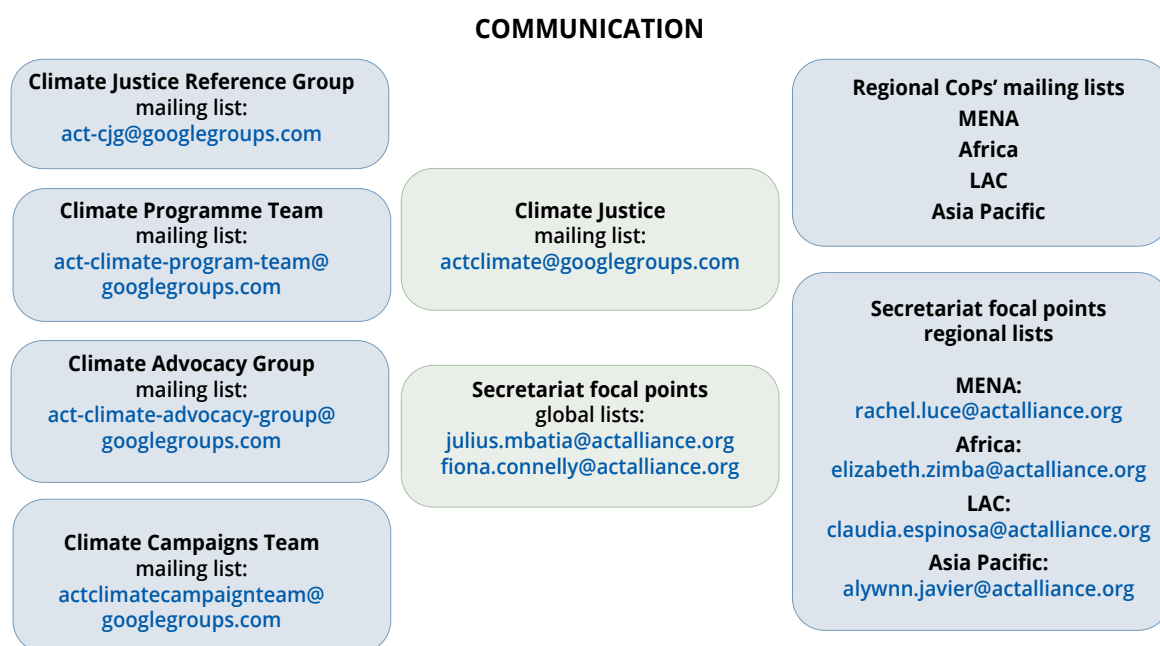 COMMUNICATION
Climate Justice Reference Group
mailing list:
act-cjg@googlegroups.com
Climate Programme Team
mailing list:
act-climate-program-team@
googlegroups.com
Climate Advocacy Group
mailing list:
act-climate-advocacy-group@
googlegroups.com
Climate Campaigns Team
mailing list:
actclimatecampaignteam@
googlegroups.com
Climate Justice
mailing list:
actclimate@googlegroups.com
Secretariat focal points
global lists:
julius.mbatia@actalliance.org
fiona.connelly@actalliance.org
Regional CoPs’ mailing lists
MENA
Africa
LAC
Asia Pacific
Secretariat focal points
regional lists
MENA:
rachel.luce@actalliance.org
Africa:
elizabeth.zimba@actalliance.org
LAC:
claudia.espinosa@actalliance.org
Asia Pacific:
alywnn.javier@actalliance.org